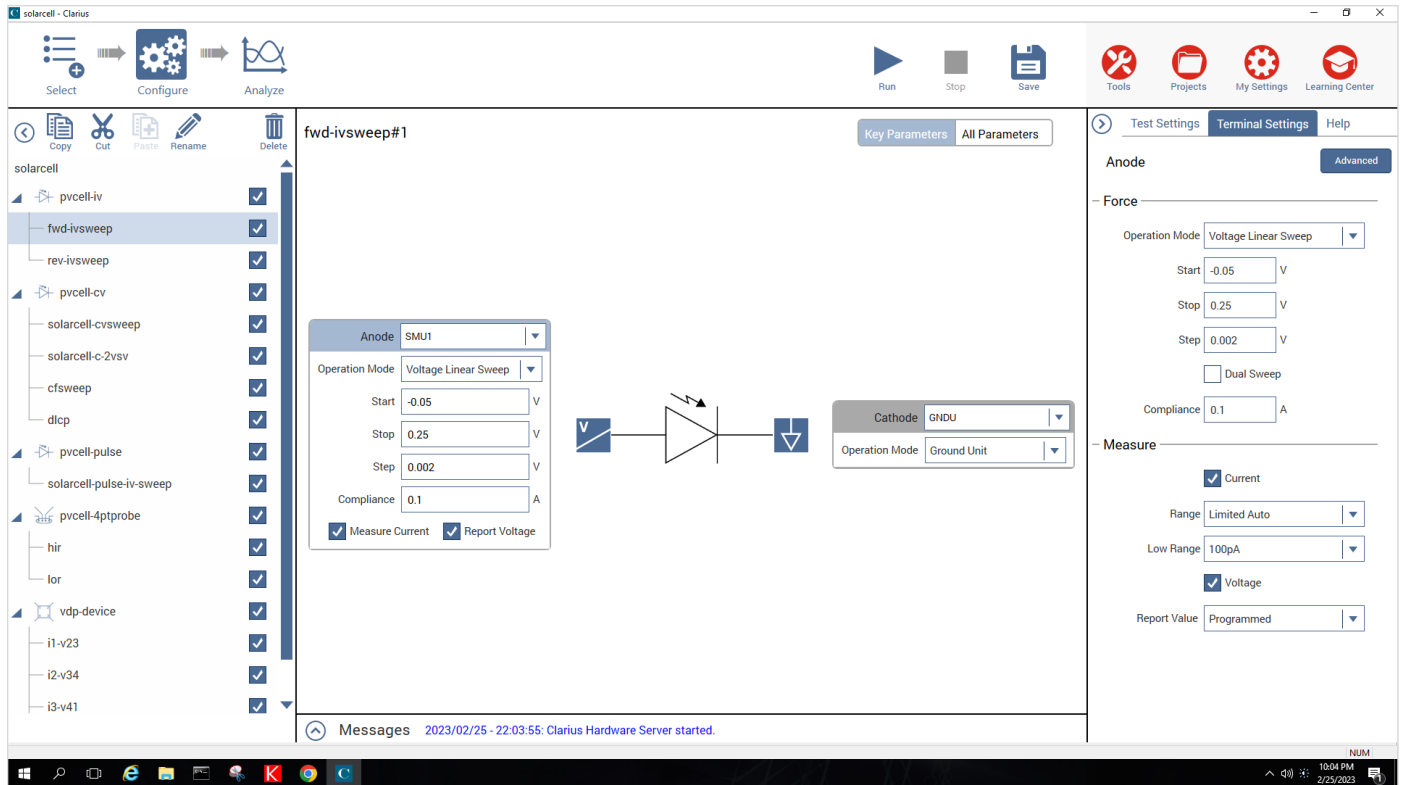 solarcell - Clarius
Select
Configure
Analyze
Run
Stop
Save
Tools
Projects
My Settings
Learning Center
Copy
Cut
Paste
Rename
Delete
solarcell
pvcell-iv
fwd-ivsweep
rev-ivsweep
pvcell-cv
solarcell-cvsweep
solarcell-c-2vsv
cfsweep
dlcp
pvcell-pulse
solarcell-pulse-iv-sweep
pvcell-4ptprobe
hir
lor
vdp-device
i1-v23
i2-v34
i3-v41
fwd-ivsweep#1
Key Parameters
All Parameters
Anode SMU1
Operation Mode Voltage Linear Sweep
Start -0.05 V
Stop 0.25 V
Step 0.002 V
Compliance 0.1 A
Measure Current Report Voltage
V
Cathode GNDU
Operation Mode Ground Unit
Messages 2023/02/25 - 22:03:55: Clarius Hardware Server started.
Test Settings
Terminal Settings
Help
Anode
Advanced
Force
Operation Mode Voltage Linear Sweep
Start -0.05 V
Stop 0.25 V
Step 0.002 V
Dual Sweep
Compliance 0.1 A
Measure
Current
Range Limited Auto
Low Range 100pA
Voltage
Report Value Programmed
NUM
10:04 PM
2/25/2023